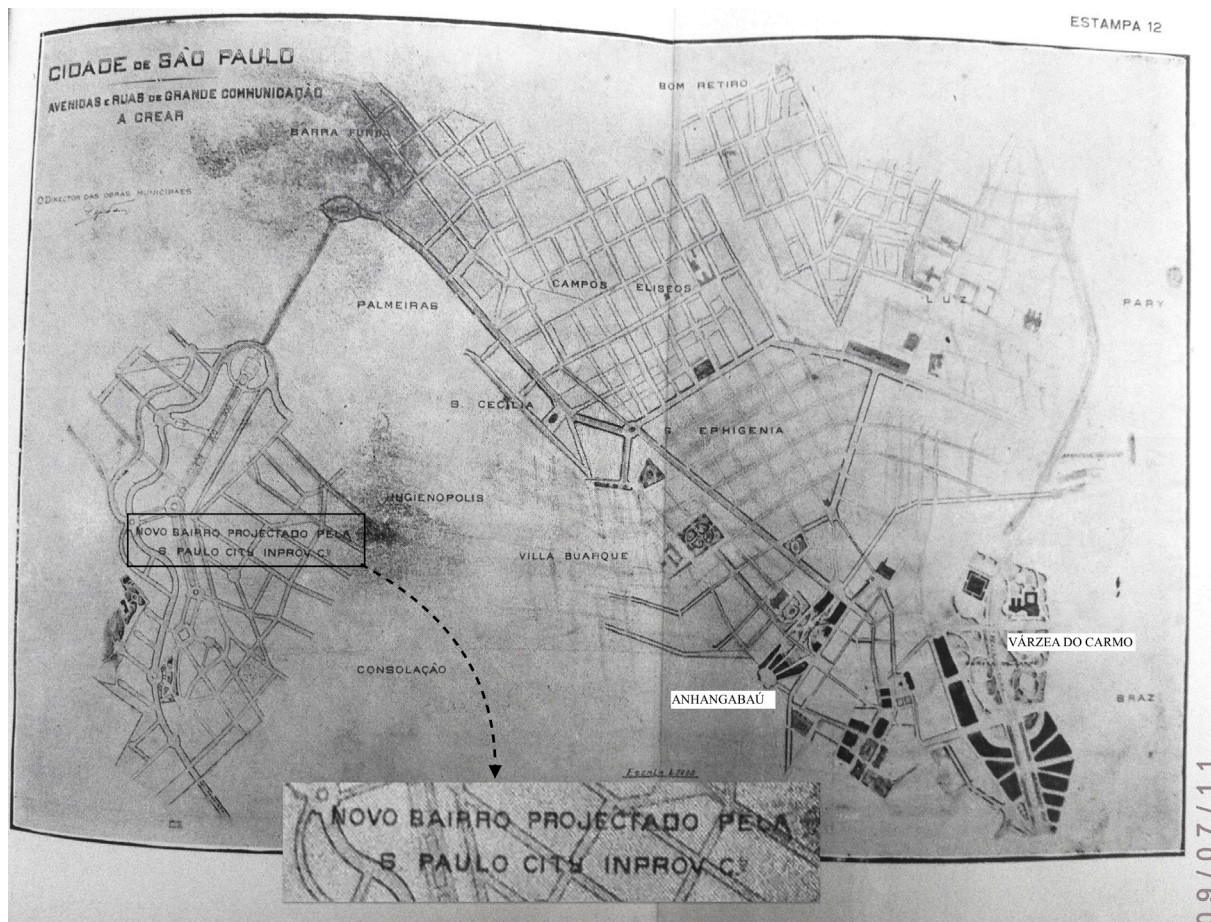 ESTAMPA 12
CIDADE DE SÃO PAULO
AVENIDAS E RUAS DE GRANDE COMMUNICAÇÃO
A CREAR
O DIRECTOR DAS OBRAS MUNICIPAES
BOM RETIRO
BARRA FUNDA
CAMPOS ELISEOS
LUZ
PARY
PALMEIRAS
S. CECILIA
S. EPHIGENIA
HYGIENOPOLIS
NOVO BAIRRO PROJECTADO PELA
S. PAULO CITY INPROV. Cº
VILLA BUARQUE
VÁRZEA DO CARMO
CONSOLAÇÃO
ANHANGABAÚ
BRAZ
NOVO BAIRRO PROJECTADO PELA
S. PAULO CITY INPROV. Cº
09/07/11